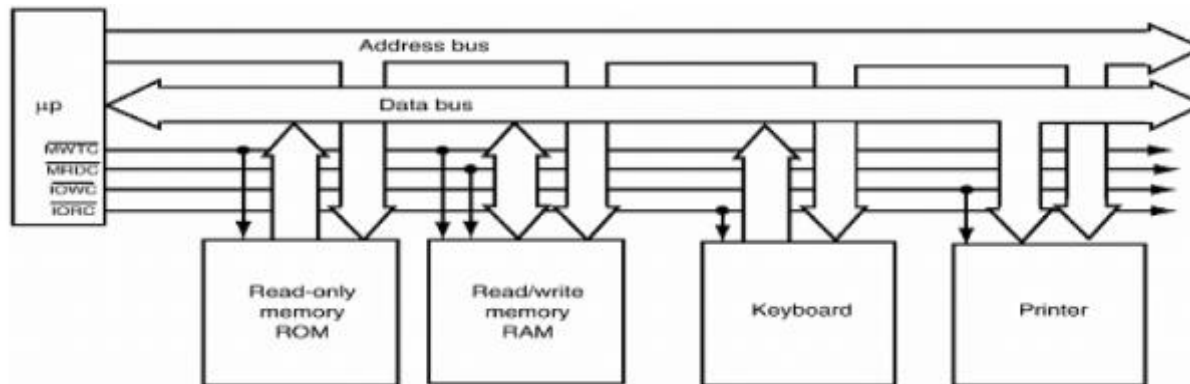 Address bus
μp
Data bus
MWTC
MRDC
IOWC
IORC
Read-only
memory
ROM
Read/write
memory
RAM
Keyboard
Printer